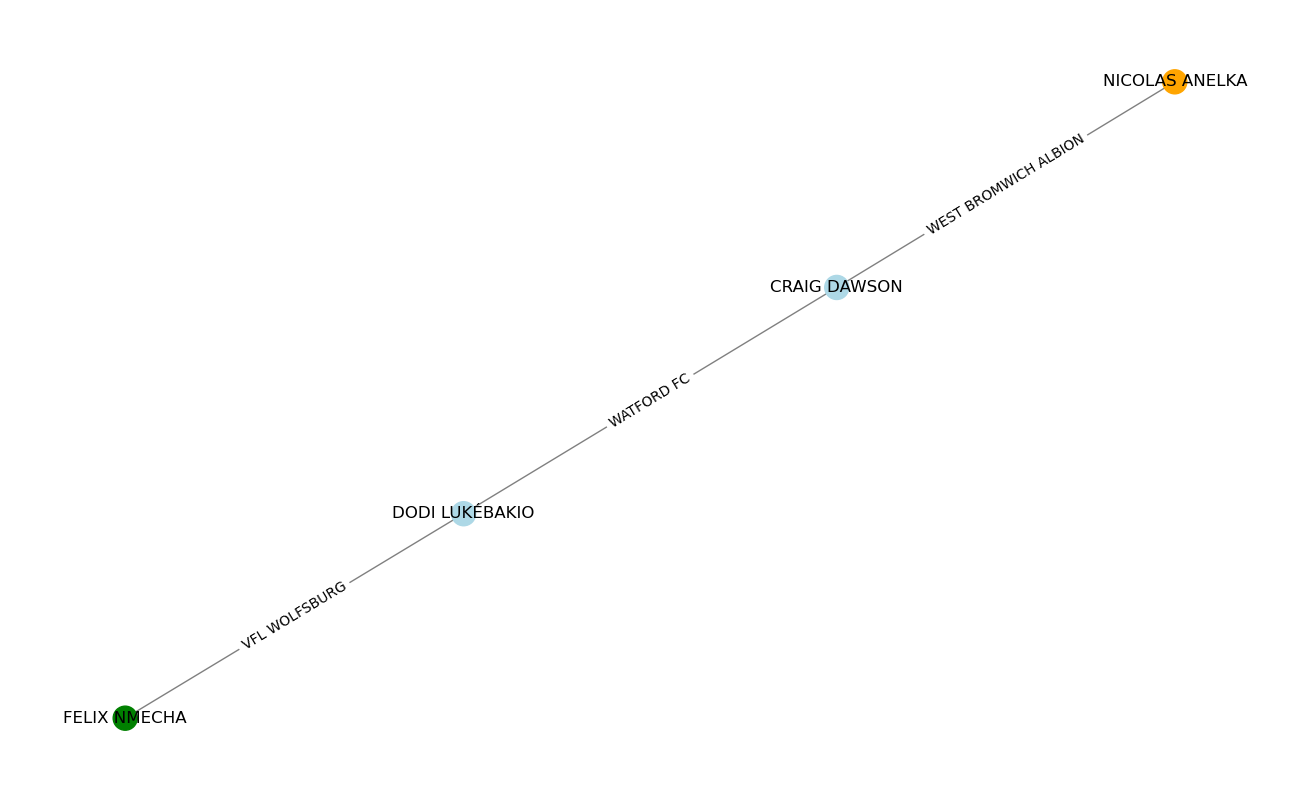 NICOLAS ANELKA
WEST BROMWICH ALBION
CRAIG DAWSON
WATFORD FC
DODI LUKÉBAKIO
VFL WOLFSBURG
FELIX NMECHA